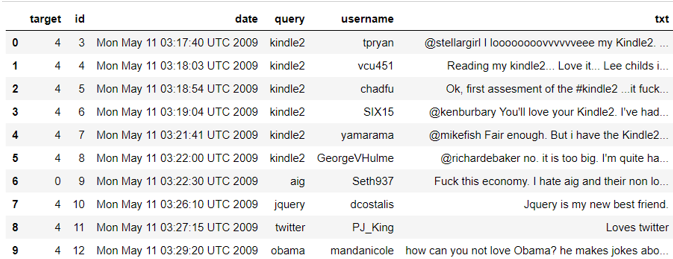 target id date query username txt
0 4 3 Mon May 11 03:17:40 UTC 2009 kindle2 tpryan @stellargirl I loooooooovvvvvveee my Kindle2. ...
1 4 4 Mon May 11 03:18:03 UTC 2009 kindle2 vcu451 Reading my kindle2... Love it... Lee childs i...
2 4 5 Mon May 11 03:18:54 UTC 2009 kindle2 chadfu Ok, first assesment of the #kindle2 ...it fuck...
3 4 6 Mon May 11 03:19:04 UTC 2009 kindle2 SIX15 @kenburbary You'll love your Kindle2. I've had...
4 4 7 Mon May 11 03:21:41 UTC 2009 kindle2 yamarama @mikefish Fair enough. But i have the Kindle2...
5 4 8 Mon May 11 03:22:00 UTC 2009 kindle2 GeorgeVHulme @richardebaker no. it is too big. I'm quite ha...
6 0 9 Mon May 11 03:22:30 UTC 2009 aig Seth937 Fuck this economy. I hate aig and their non lo...
7 4 10 Mon May 11 03:26:10 UTC 2009 jquery dcostalis Jquery is my new best friend.
8 4 11 Mon May 11 03:27:15 UTC 2009 twitter PJ_King Loves twitter
9 4 12 Mon May 11 03:29:20 UTC 2009 obama mandanicole how can you not love Obama? he makes jokes abo...